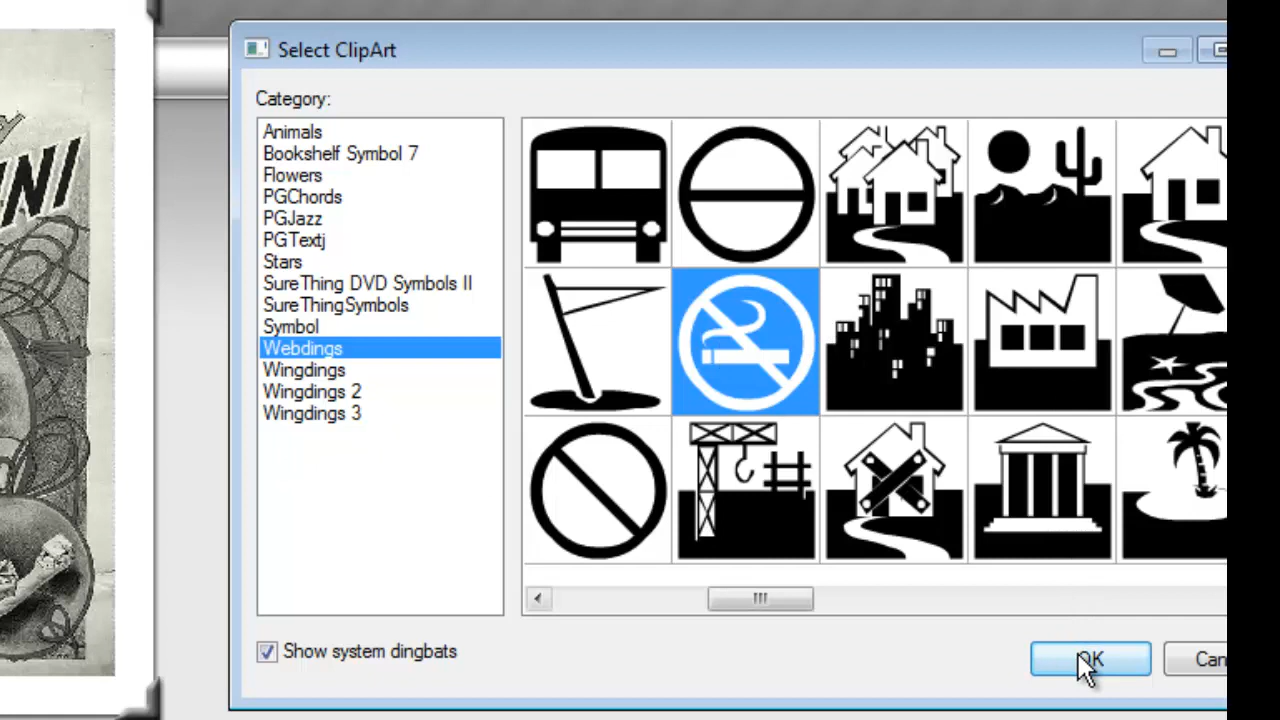 Select ClipArt
Category:
Animals
Bookshelf Symbol 7
Flowers
PGChords
PGJazz
PGTextj
Stars
SureThing DVD Symbols II
SureThingSymbols
Symbol
Webdings
Wingdings
Wingdings 2
Wingdings 3
Show system dingbats
OK
Can